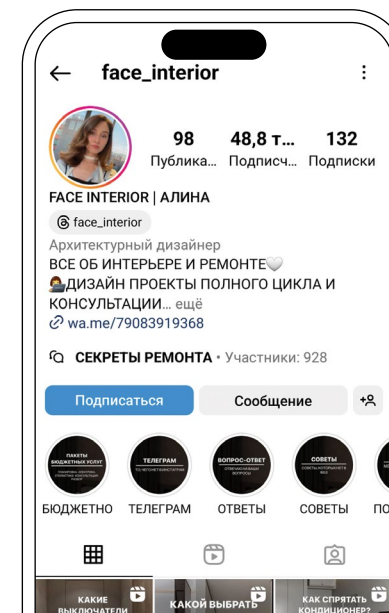 face_interior
98 48,8 т... 132
Публика... Подписч... Подписки
FACE INTERIOR | АЛИНА
face_interior
Архитектурный дизайнер
ВСЕ ОБ ИНТЕРЬЕРЕ И РЕМОНТЕ🤍
👩‍💻ДИЗАЙН ПРОЕКТЫ ПОЛНОГО ЦИКЛА И
КОНСУЛЬТАЦИИ... ещё
wa.me/79083919368
СЕКРЕТЫ РЕМОНТА • Участники: 928
Подписаться Сообщение
ПАКЕТЫ
БЮДЖЕТНЫХ УСЛУГ
ТЕЛЕГРАМ
ВОПРОС-ОТВЕТ
СОВЕТЫ
БЮДЖЕТНО ТЕЛЕГРАМ ОТВЕТЫ СОВЕТЫ ПО
КАКИЕ
ВЫКЛЮЧАТЕЛИ
КАКОЙ ВЫБРАТЬ
КАК СПРЯТАТЬ
КОНДИЦИОНЕР?